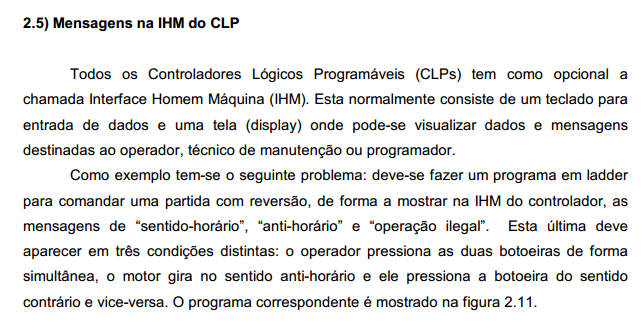 2.5) Mensagens na IHM do CLP
Todos os Controladores Lógicos Programáveis (CLPs) tem como opcional a
chamada Interface Homem Máquina (IHM). Esta normalmente consiste de um teclado para
entrada de dados e uma tela (display) onde pode-se visualizar dados e mensagens
destinadas ao operador, técnico de manutenção ou programador.
Como exemplo tem-se o seguinte problema: deve-se fazer um programa em ladder
para comandar uma partida com reversão, de forma a mostrar na IHM do controlador, as
mensagens de “sentido-horário”, “anti-horário” e “operação ilegal”. Esta última deve
aparecer em três condições distintas: o operador pressiona as duas botoeiras de forma
simultânea, o motor gira no sentido anti-horário e ele pressiona a botoeira do sentido
contrário e vice-versa. O programa correspondente é mostrado na figura 2.11.